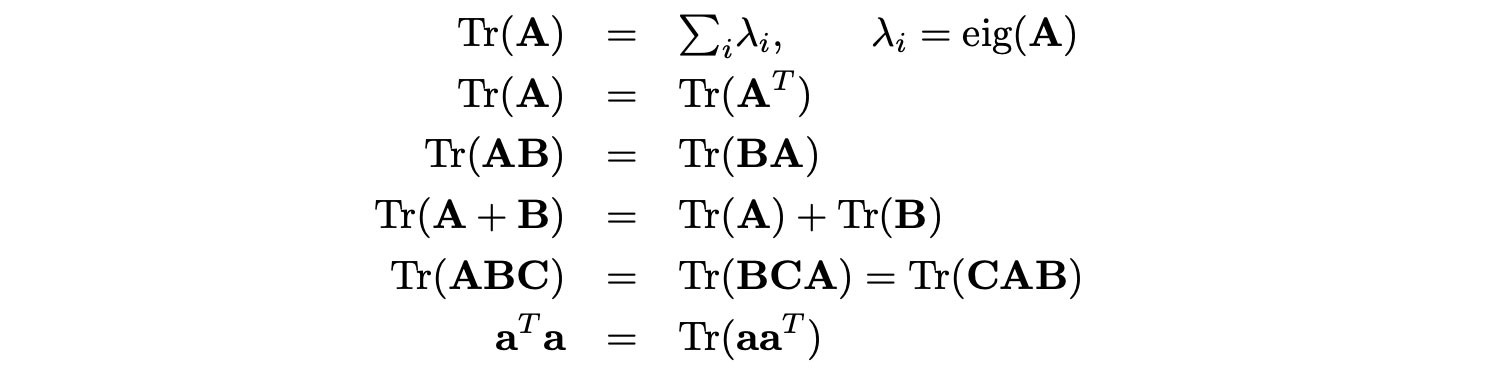 Tr(A) = ∑ᵢλᵢ, λᵢ = eig(A)
Tr(A) = Tr(Aᵀ)
Tr(AB) = Tr(BA)
Tr(A + B) = Tr(A) + Tr(B)
Tr(ABC) = Tr(BCA) = Tr(CAB)
aᵀa = Tr(aaᵀ)